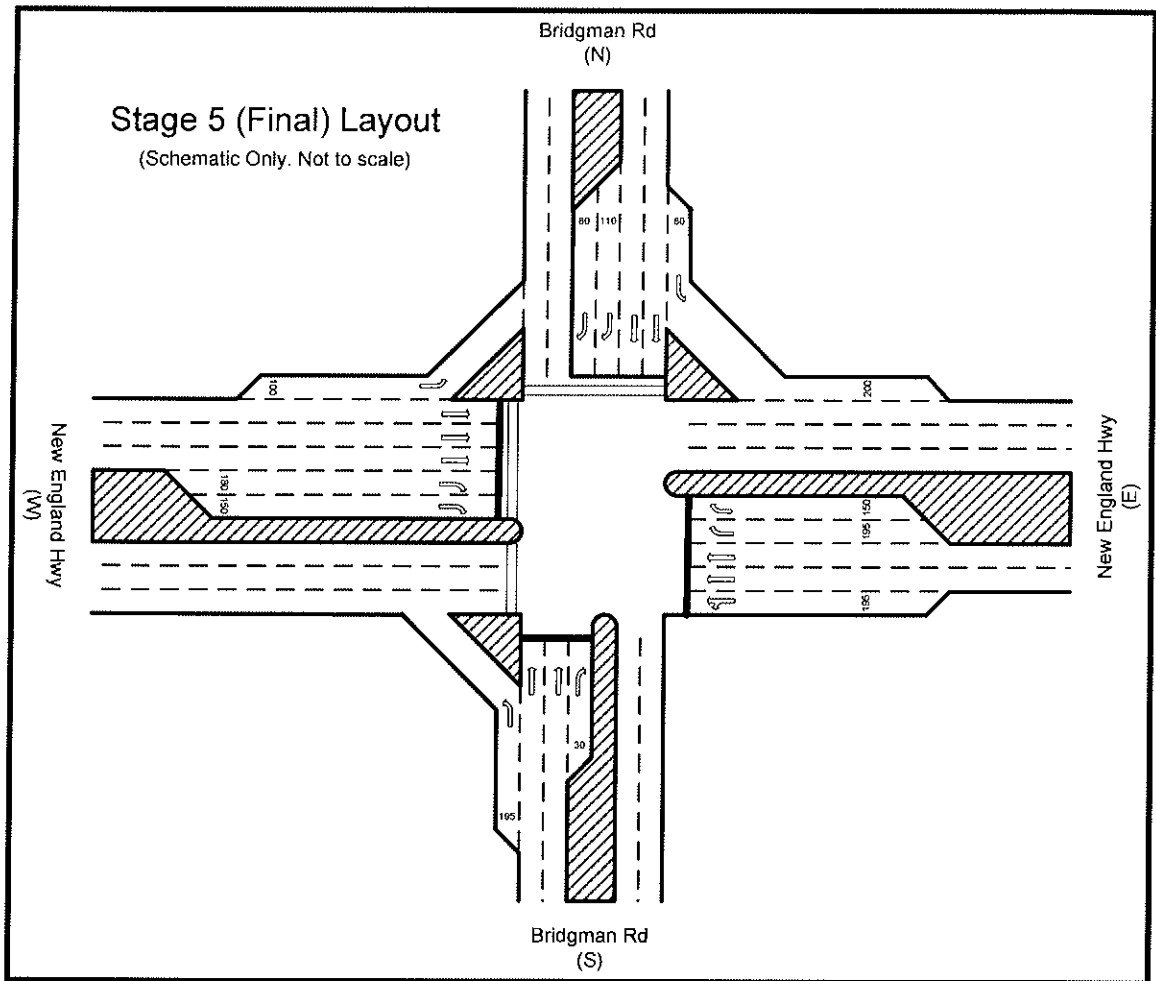 Bridgman Rd
(N)
Stage 5 (Final) Layout
(Schematic Only. Not to scale)
80
110
60
100
200
New England Hwy
(W)
130
150
150
195
195
New England Hwy
(E)
30
195
Bridgman Rd
(S)